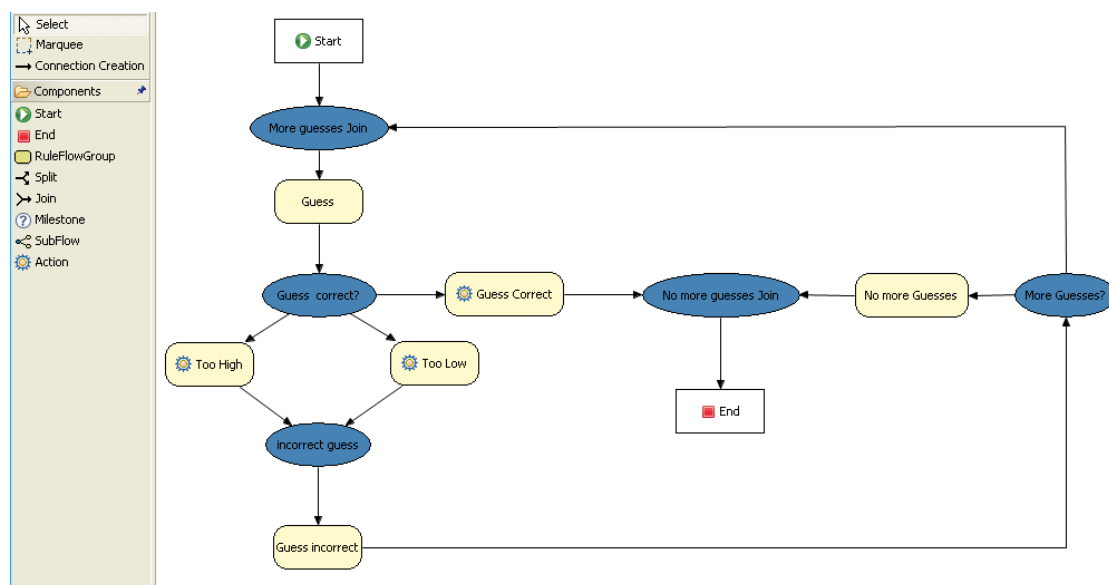 Select
Marquee
Connection Creation
Components
Start
End
RuleFlowGroup
Split
Join
Milestone
SubFlow
Action
Start
More guesses Join
Guess
Guess  correct?
Guess Correct
No more guesses Join
No more Guesses
More Guesses?
Too High
Too Low
End
incorrect guess
Guess incorrect